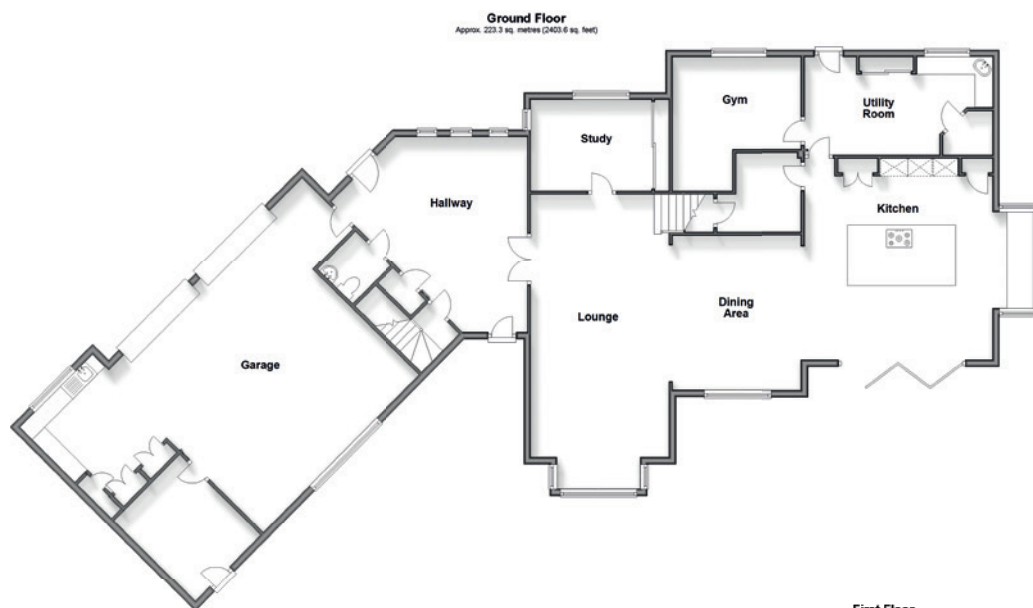 Ground Floor
Approx. 223.3 sq. metres (2403.6 sq. feet)
Gym
Utility
Room
Study
Hallway
Kitchen
Lounge
Dining
Area
Garage
First Floor